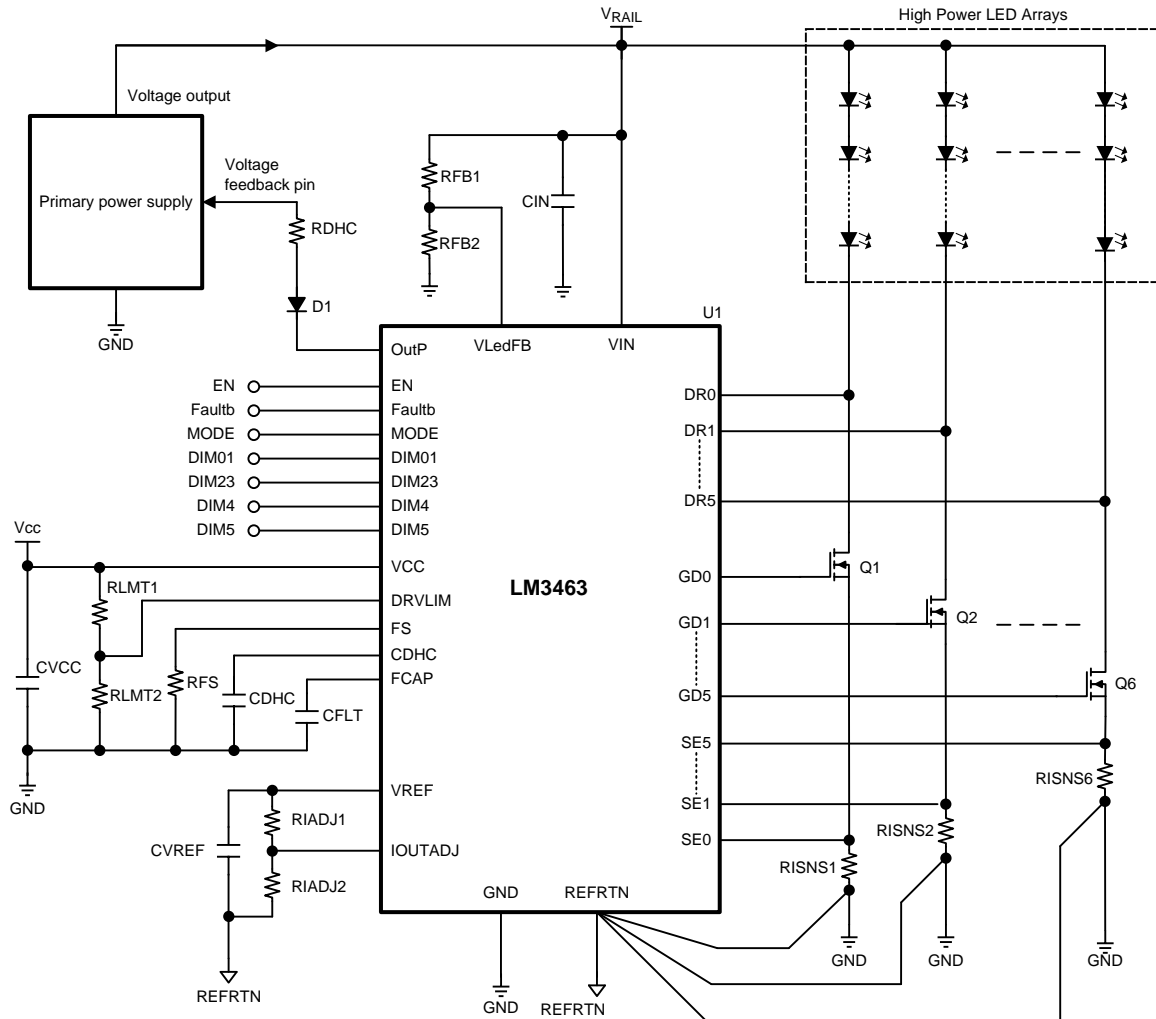 VRAIL
High Power LED Arrays
Voltage output
Voltage
feedback pin
Primary power supply
RFB1
CIN
RDHC
RFB2
D1
GND
U1
OutP
VLedFB
VIN
EN
EN
DR0
Faultb
Faultb
MODE
MODE
DR1
DIM01
DIM01
DIM23
DIM23
DIM4
DIM4
DR5
DIM5
DIM5
Vcc
VCC
Q1
RLMT1
LM3463
GD0
DRVLIM
FS
Q2
GD1
CDHC
CVCC
FCAP
RLMT2
RFS
CDHC
CFLT
GD5
Q6
SE5
RISNS6
GND
VREF
SE1
RIADJ1
RISNS2
CVREF
IOUTADJ
SE0
RISNS1
RIADJ2
GND
REFRTN
GND
GND
GND
REFRTN
GND
REFRTN